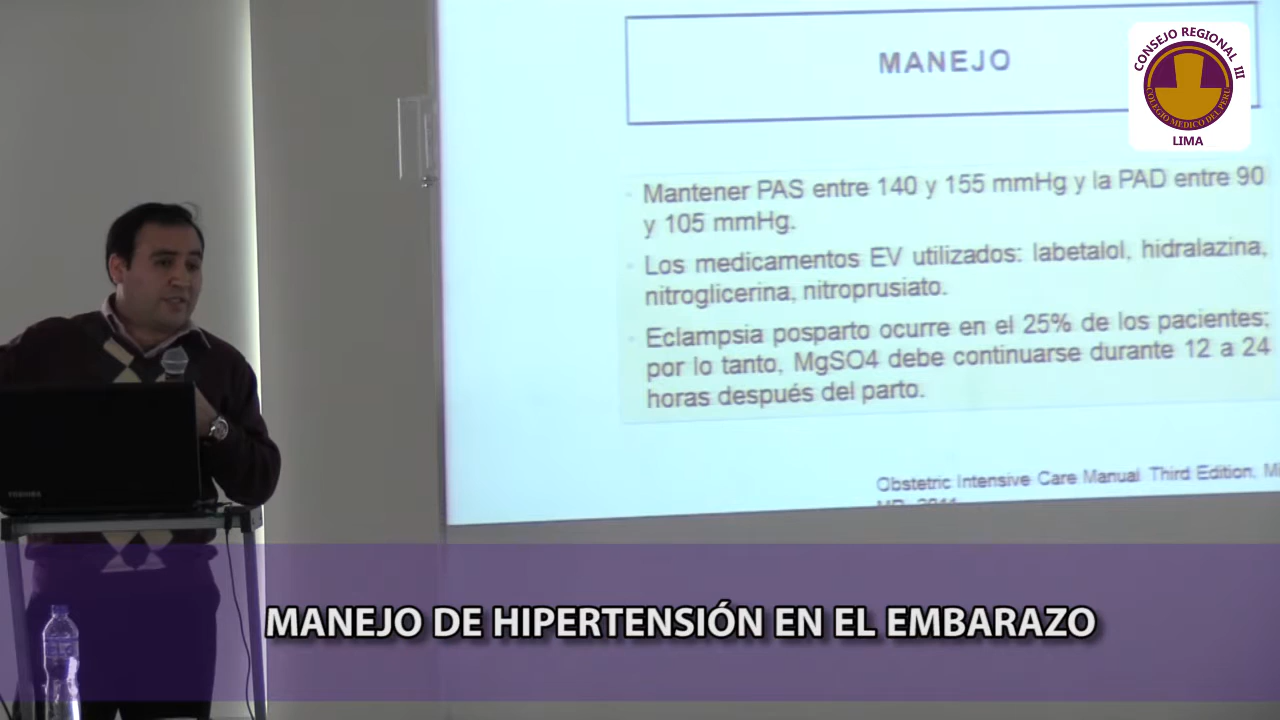 MANEJO
CONSEJO REGIONAL III
COLEGIO MEDICO DEL PERU
LIMA
Mantener PAS entre 140 y 155 mmHg y la PAD entre 90
y 105 mmHg.
Los medicamentos EV utilizados: labetalol, hidralazina,
nitroglicerina, nitroprusiato.
Eclampsia posparto ocurre en el 25% de los pacientes;
por lo tanto, MgSO4 debe continuarse durante 12 a 24
horas después del parto.
Obstetric Intensive Care Manual Third Edition.
TOSHIBA
MANEJO DE HIPERTENSIÓN EN EL EMBARAZO